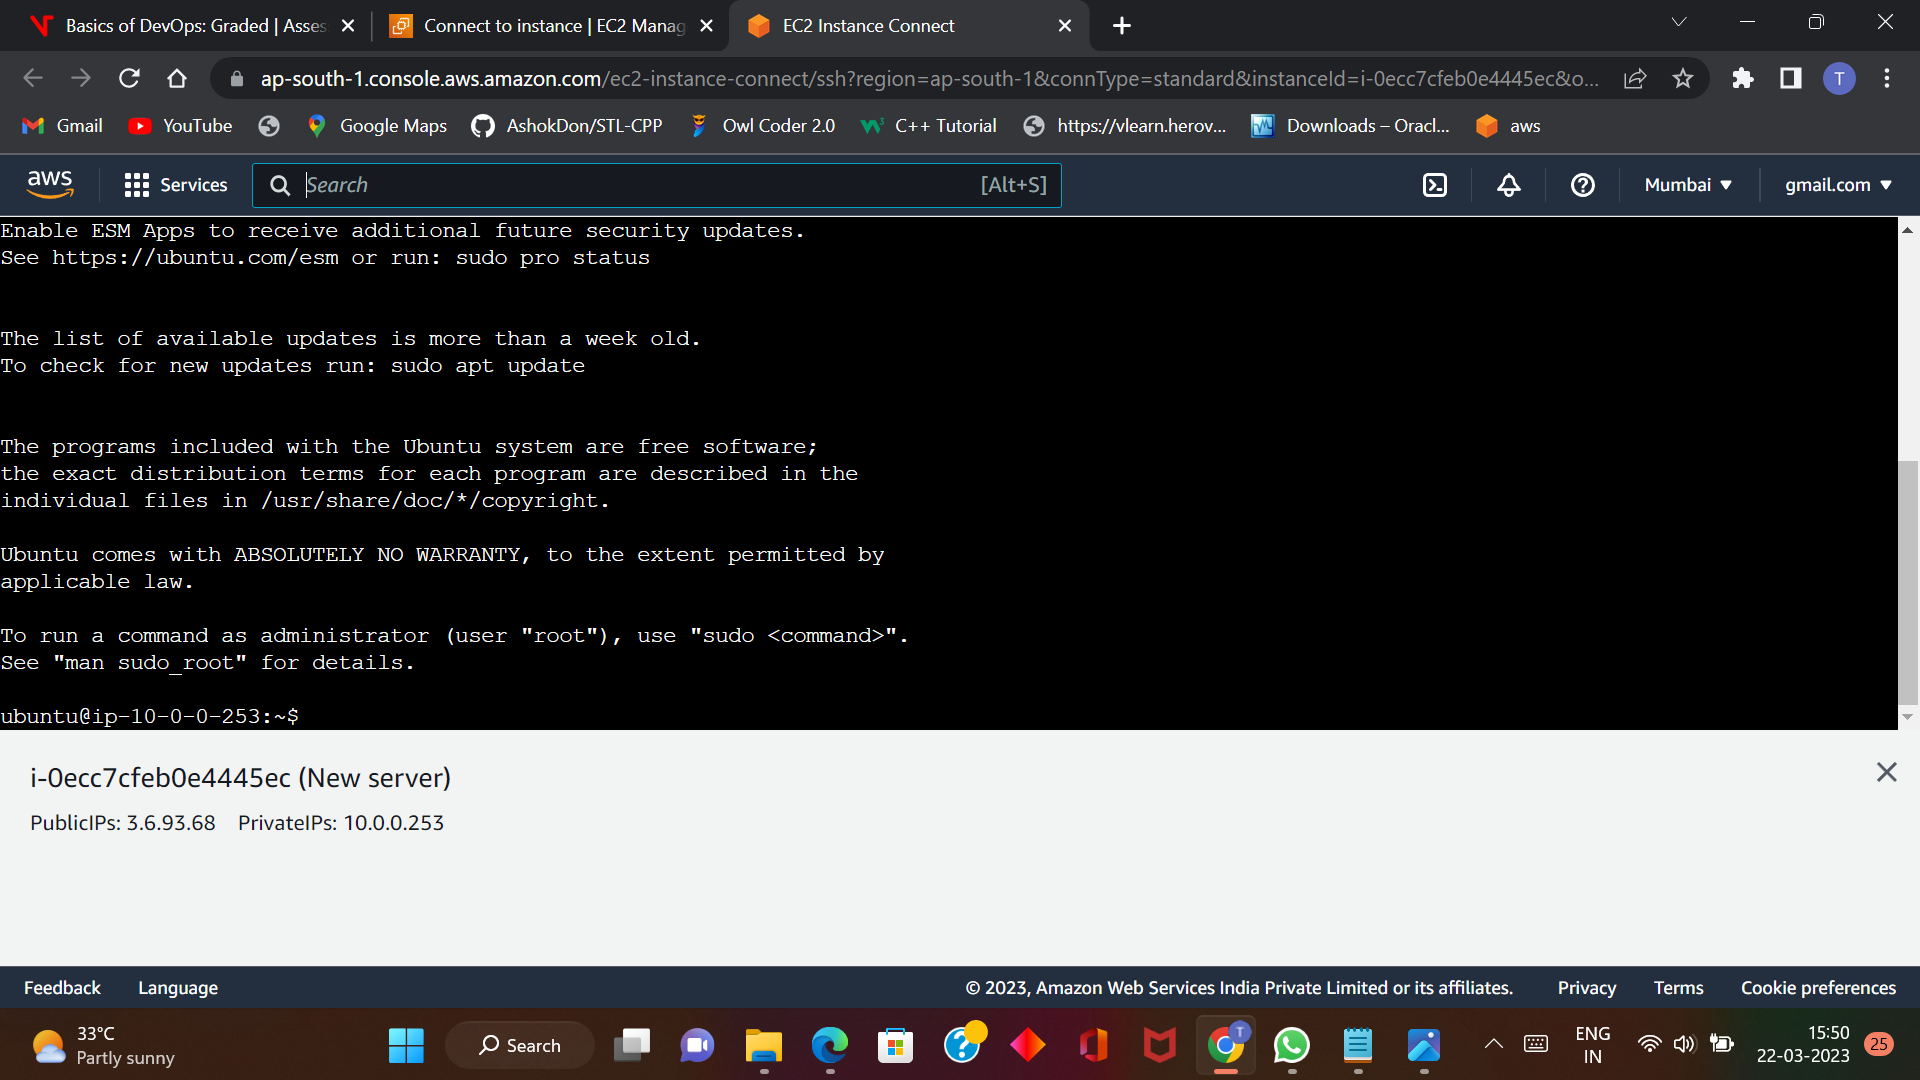 Basics of DevOps: Graded | Asses
Connect to instance | EC2 Manag
EC2 Instance Connect
ap-south-1.console.aws.amazon.com/ec2-instance-connect/ssh?region=ap-south-1&connType=standard&instanceId=i-0ecc7cfeb0e4445ec&o...
T
Gmail
YouTube
Google Maps
AshokDon/STL-CPP
Owl Coder 2.0
C++ Tutorial
https://vlearn.herov...
Downloads – Oracl...
aws
aws
Services
Search
[Alt+S]
Mumbai
gmail.com
Enable ESM Apps to receive additional future security updates.
See https://ubuntu.com/esm or run: sudo pro status
The list of available updates is more than a week old.
To check for new updates run: sudo apt update
The programs included with the Ubuntu system are free software;
the exact distribution terms for each program are described in the
individual files in /usr/share/doc/*/copyright.
Ubuntu comes with ABSOLUTELY NO WARRANTY, to the extent permitted by
applicable law.
To run a command as administrator (user "root"), use "sudo <command>".
See "man sudo_root" for details.
ubuntu@ip-10-0-0-253:~$
i-0ecc7cfeb0e4445ec (New server)
PublicIPs: 3.6.93.68 PrivateIPs: 10.0.0.253
Feedback
Language
© 2023, Amazon Web Services India Private Limited or its affiliates.
Privacy
Terms
Cookie preferences
33°C
Partly sunny
Search
T
ENG
IN
15:50
22-03-2023
25